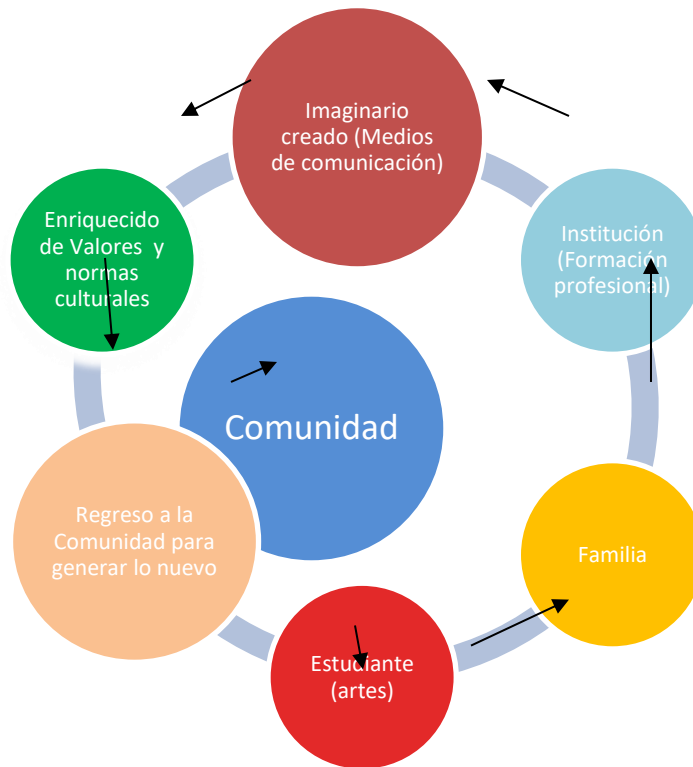 Imaginario
creado (Medios
de comunicación)
Enriquecido
de Valores y
normas
culturales
Institución
(Formación
profesional)
Comunidad
Regreso a la
Comunidad para
generar lo nuevo
Familia
Estudiante
(artes)